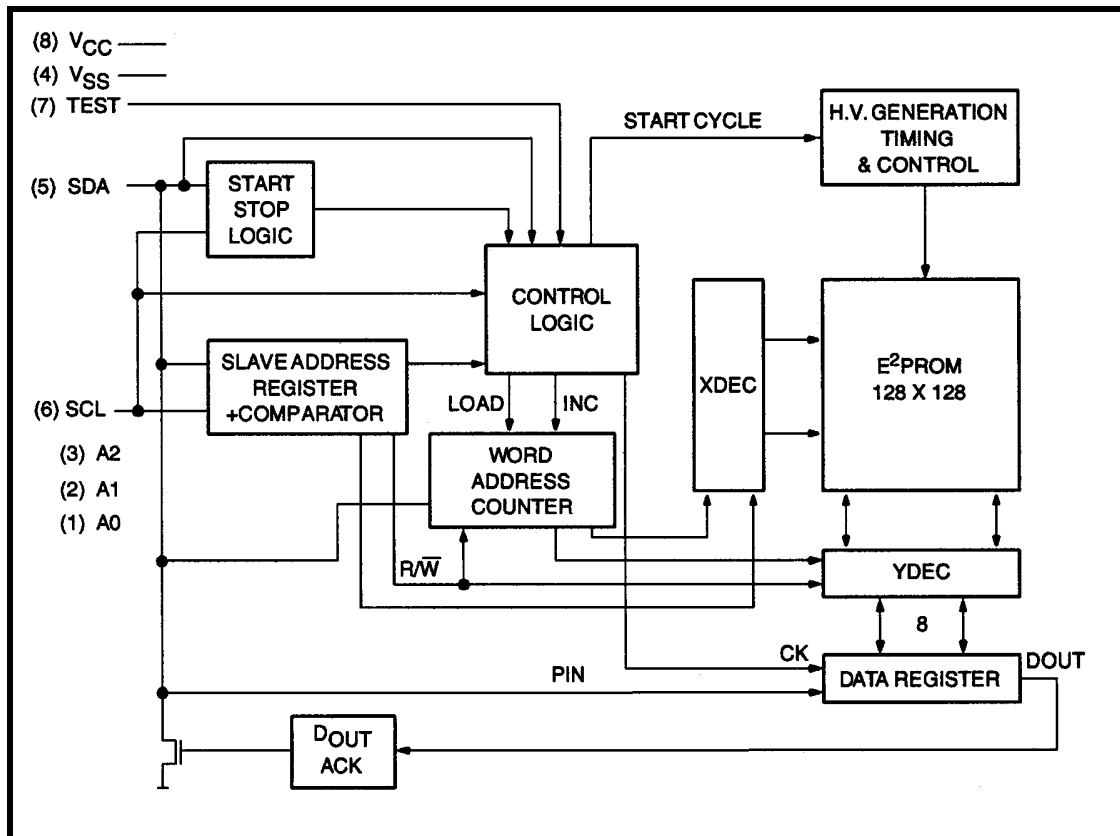 (8) VCC
(4) VSS
(7) TEST
START CYCLE
H.V. GENERATION
TIMING
& CONTROL
(5) SDA
START
STOP
LOGIC
CONTROL
LOGIC
SLAVE ADDRESS
REGISTER
+COMPARATOR
(6) SCL
LOAD
INC
XDEC
E²PROM
128 X 128
(3) A2
(2) A1
(1) A0
WORD
ADDRESS
COUNTER
R/W̅
YDEC
8
CK
PIN
DATA REGISTER
DOUT
DOUT
ACK